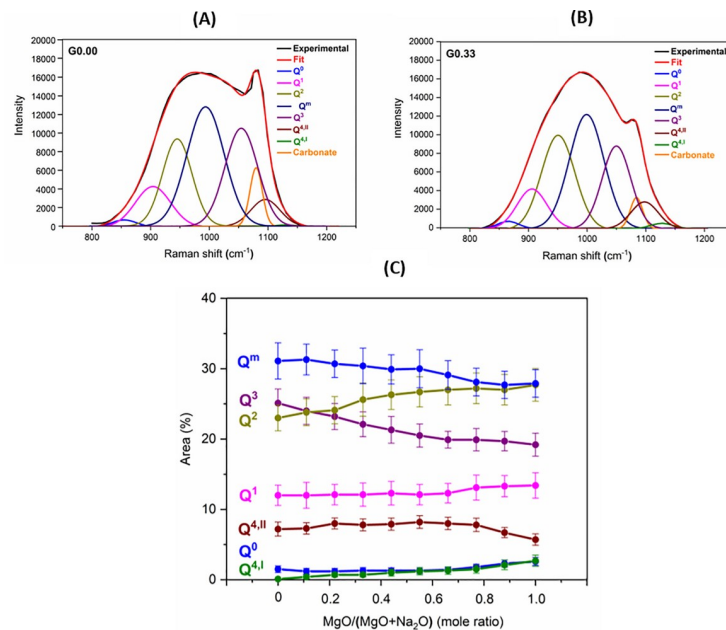 (A)
G0.00
Experimental
Fit
Q⁰
Q¹
Q²
Qᵐ
Q³
Q⁴,ᴵᴵ
Q⁴,ᴵ
Carbonate
20000
18000
16000
14000
12000
10000
8000
6000
4000
2000
0
Intensity
800
900
1000
1100
1200
Raman shift (cm⁻¹)
(B)
G0.33
Experimental
Fit
Q⁰
Q¹
Q²
Qᵐ
Q³
Q⁴,ᴵᴵ
Q⁴,ᴵ
Carbonate
20000
18000
16000
14000
12000
10000
8000
6000
4000
2000
0
Intensity
800
900
1000
1100
1200
Raman shift (cm⁻¹)
(C)
40
30
20
10
0
Area (%)
Qᵐ
Q³
Q²
Q¹
Q⁴,ᴵᴵ
Q⁰
Q⁴,ᴵ
0
0.2
0.4
0.6
0.8
1.0
MgO/(MgO+Na₂O) (mole ratio)